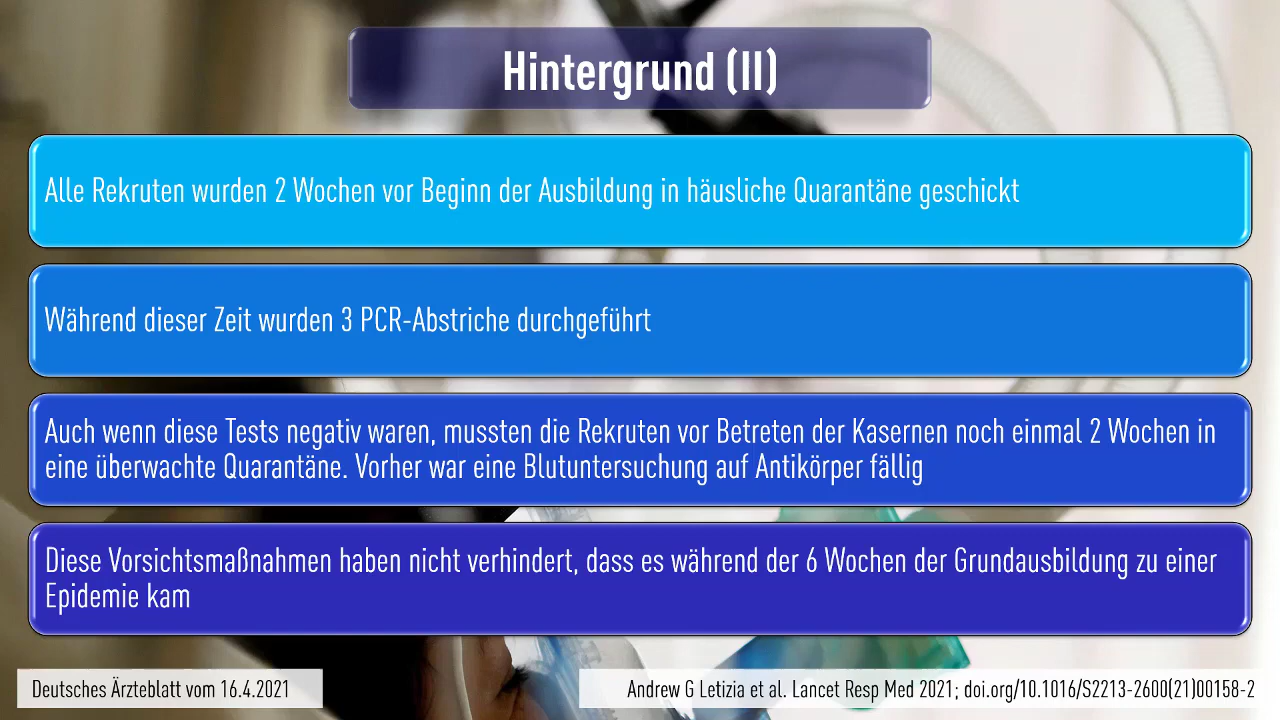 Hintergrund (II)
Alle Rekruten wurden 2 Wochen vor Beginn der Ausbildung in häusliche Quarantäne geschickt
Während dieser Zeit wurden 3 PCR-Abstriche durchgeführt
Auch wenn diese Tests negativ waren, mussten die Rekruten vor Betreten der Kasernen noch einmal 2 Wochen in
eine überwachte Quarantäne. Vorher war eine Blutuntersuchung auf Antikörper fällig
Diese Vorsichtsmaßnahmen haben nicht verhindert, dass es während der 6 Wochen der Grundausbildung zu einer
Epidemie kam
Deutsches Ärzteblatt vom 16.4.2021
Andrew G Letizia et al. Lancet Resp Med 2021; doi.org/10.1016/S2213-2600(21)00158-2